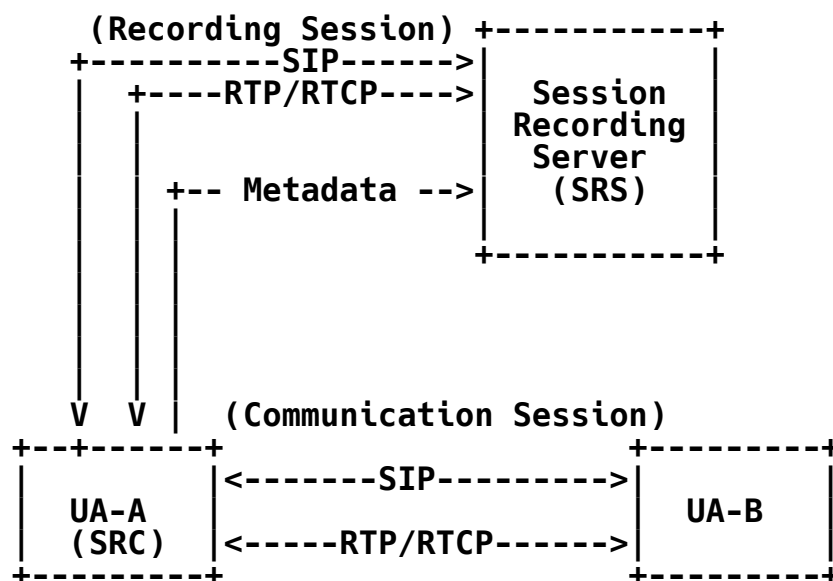 (Recording Session) +-----------+
+----------SIP------>|           |
|  +----RTP/RTCP---->|  Session  |
|  |                 | Recording |
|  |                 |  Server   |
|  | +-- Metadata -->|   (SRS)   |
|  | |               |           |
|  | |               +-----------+
|  | |
|  | |
|  | |
|  | |
V  V |  (Communication Session)
+--+------+                     +---------+
|         |<-------SIP--------->|         |
|  UA-A   |                     |  UA-B   |
|  (SRC)  |<-----RTP/RTCP------>|         |
+---------+                     +---------+